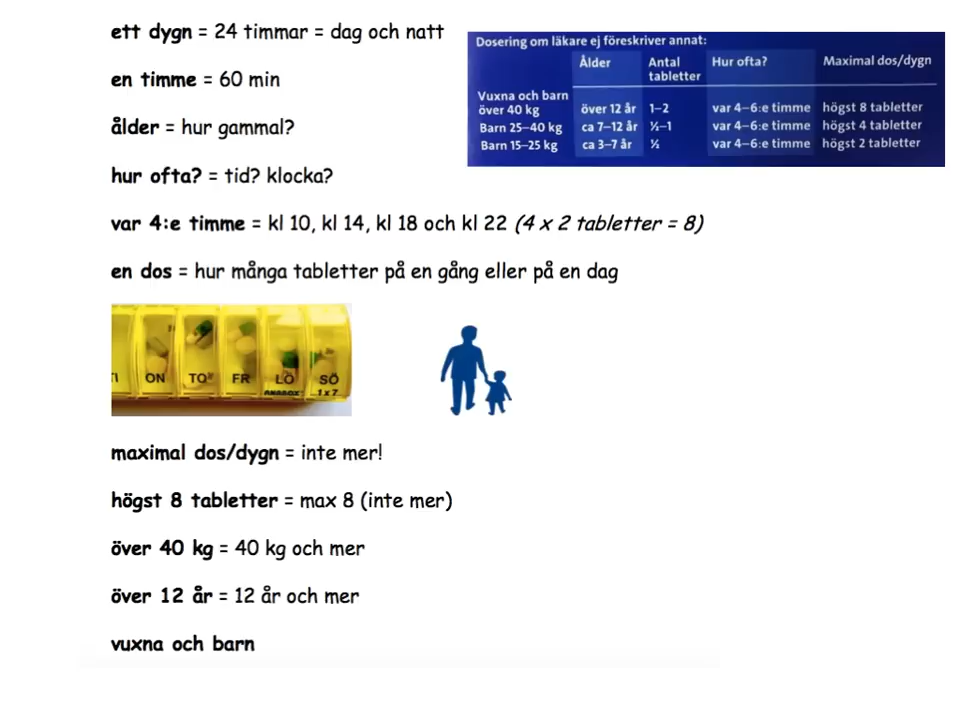 ett dygn = 24 timmar = dag och natt
en timme = 60 min
ålder = hur gammal?
hur ofta? = tid? klocka?
Dosering om läkare ej föreskriver annat:
Ålder Antal tabletter Hur ofta? Maximal dos/dygn
Vuxna och barn
över 40 kg över 12 år 1–2 var 4–6:e timme högst 8 tabletter
Barn 25–40 kg ca 7–12 år ½–1 var 4–6:e timme högst 4 tabletter
Barn 15–25 kg ca 3–7 år ½ var 4–6:e timme högst 2 tabletter
var 4:e timme = kl 10, kl 14, kl 18 och kl 22 (4 x 2 tabletter = 8)
en dos = hur många tabletter på en gång eller på en dag
TI ON TO FR LÖ SÖ
ANABOX 1 x 7
maximal dos/dygn = inte mer!
högst 8 tabletter = max 8 (inte mer)
över 40 kg = 40 kg och mer
över 12 år = 12 år och mer
vuxna och barn